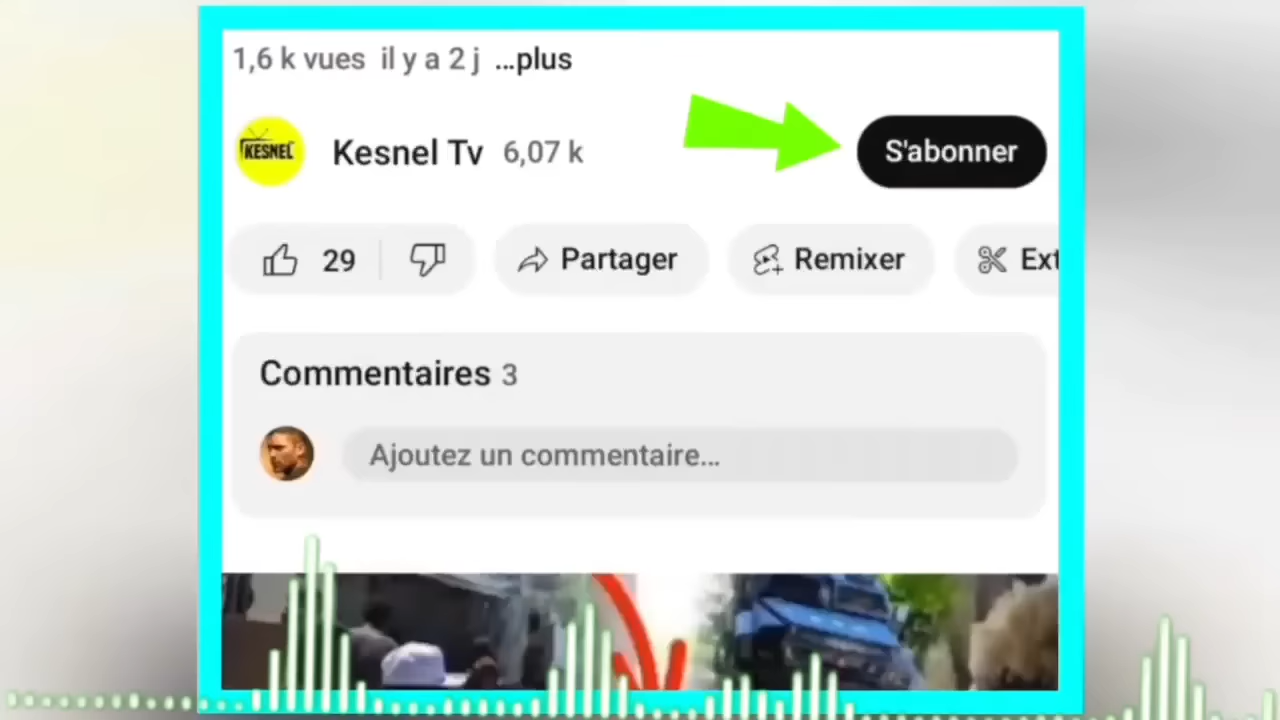 1,6 k vues il y a 2 j ...plus
KESNEL
Kesnel Tv 6,07 k
S'abonner
29
Partager
Remixer
Ext
Commentaires 3
Ajoutez un commentaire...